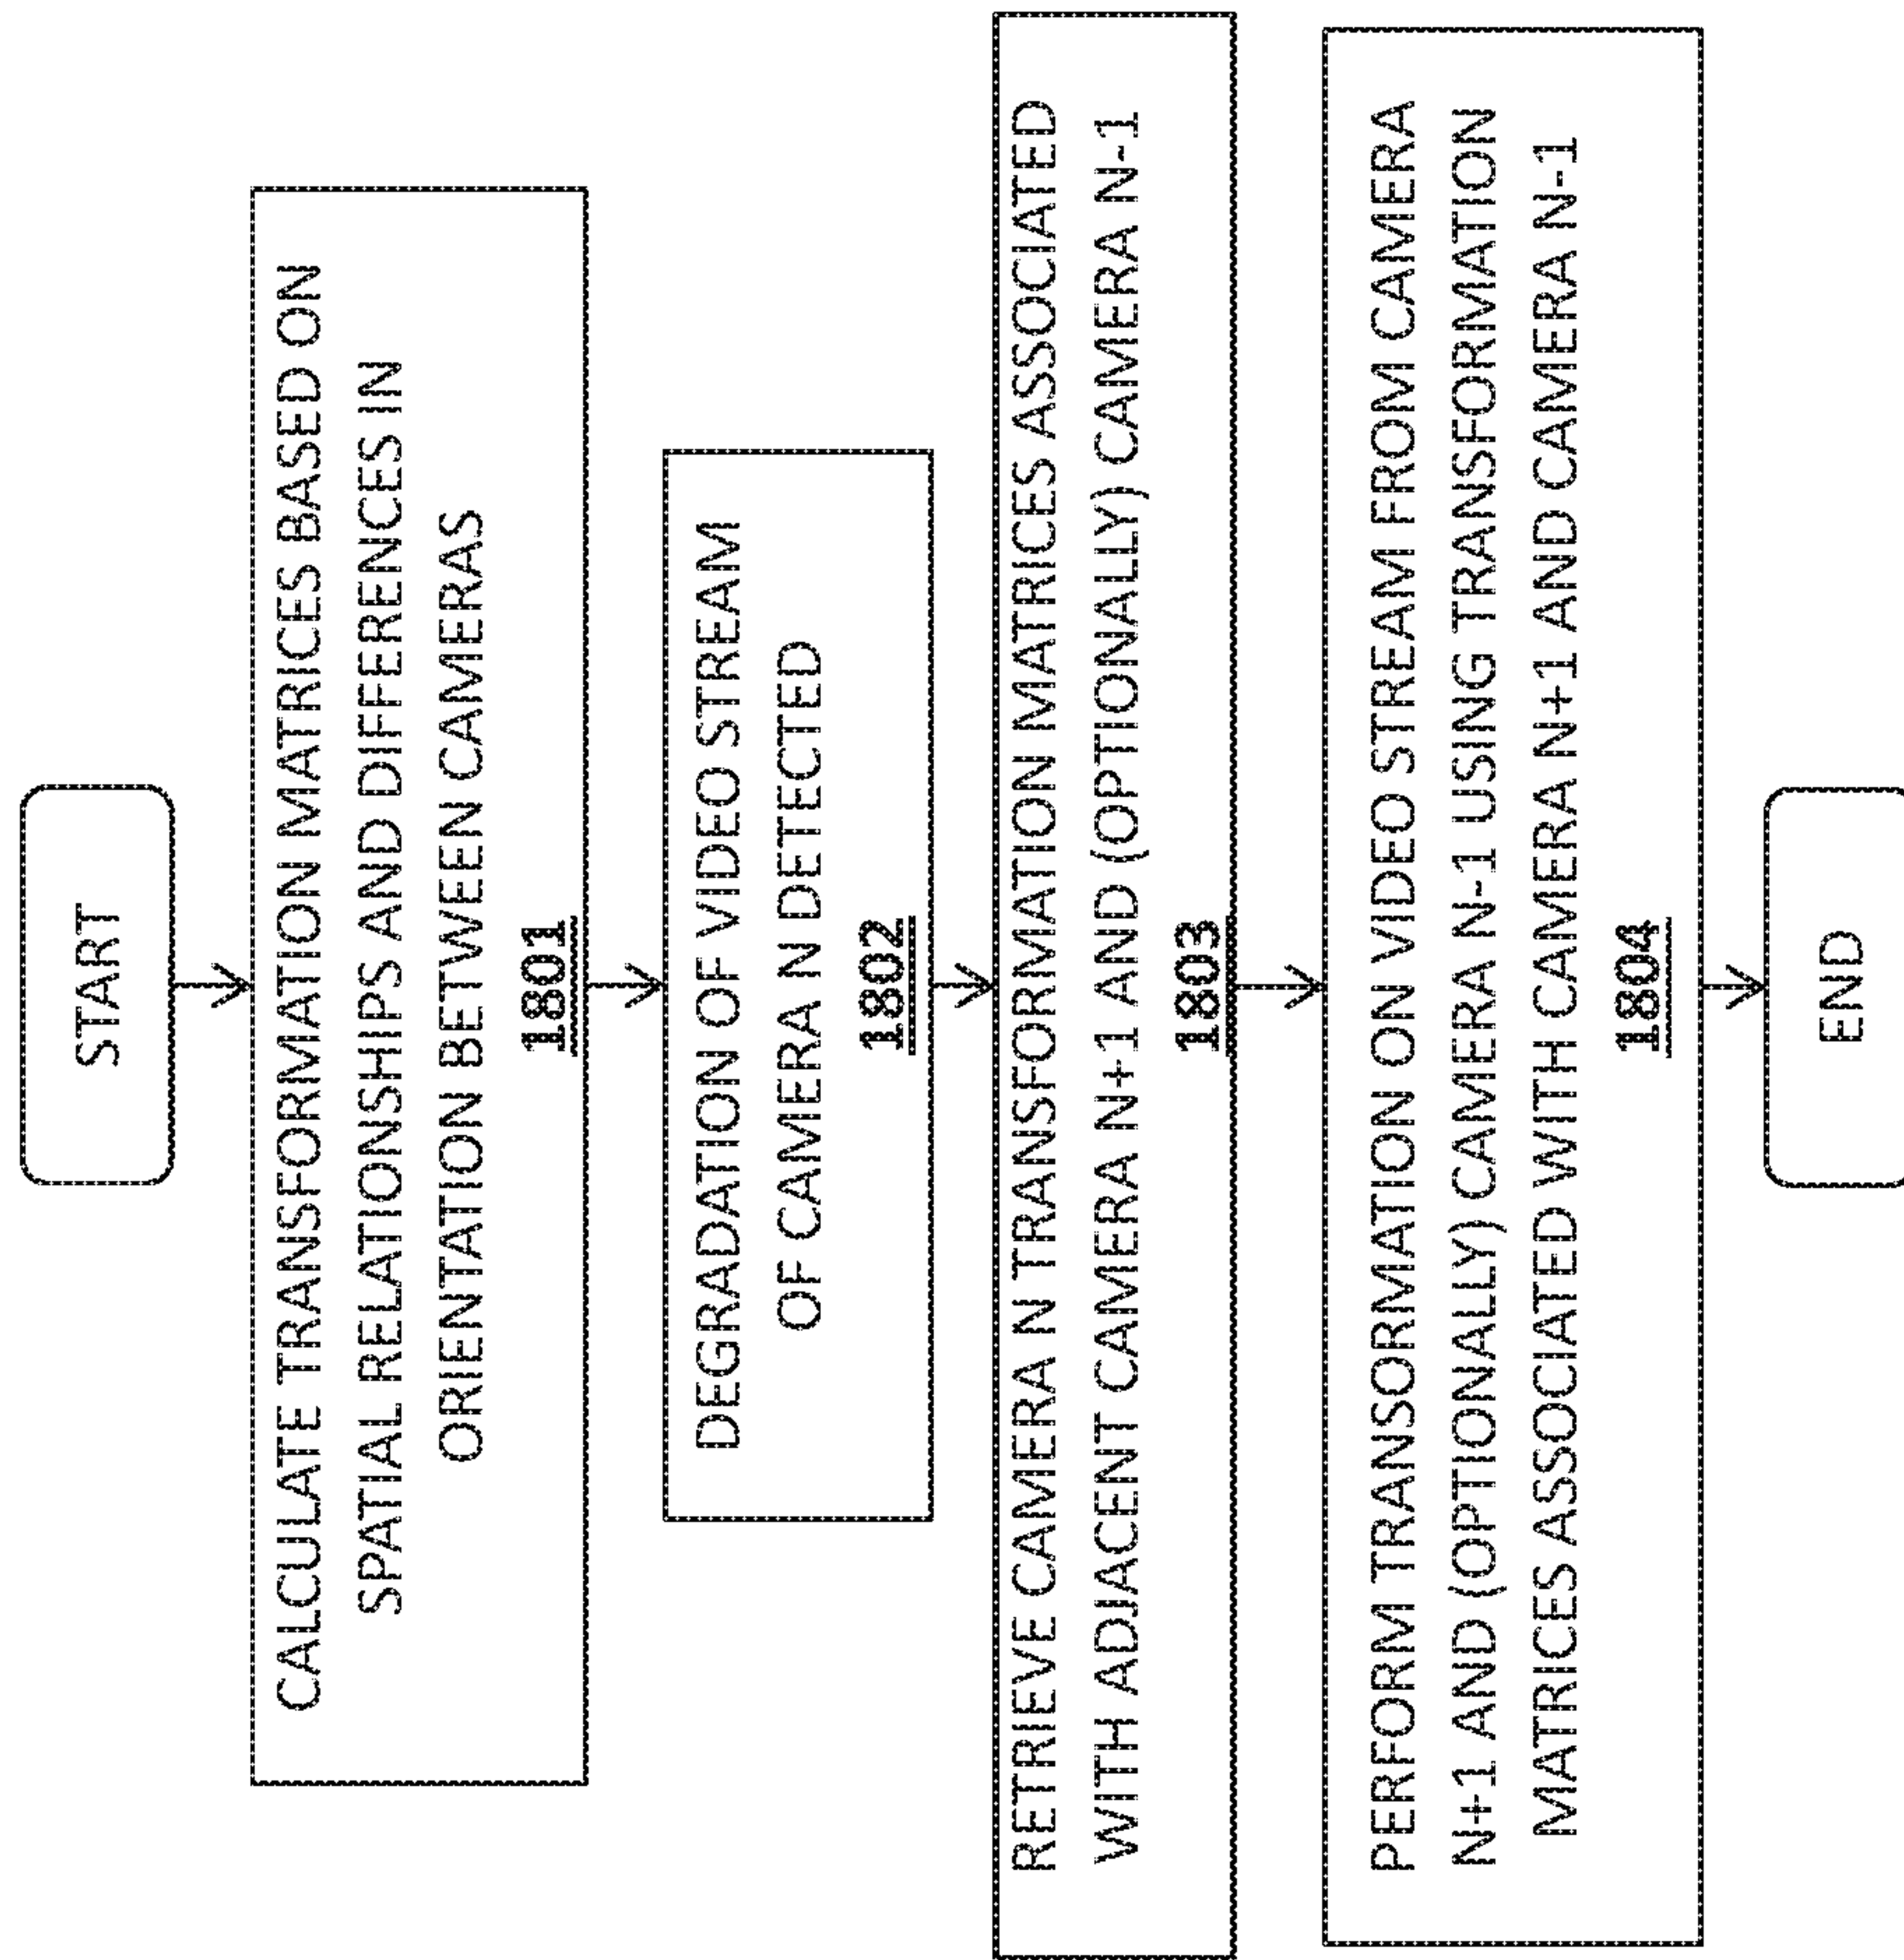 START
CALCULATE TRANSFORMATION MATRICES BASED ON
SPATIAL RELATIONSHIPS AND DIFFERENCES IN
ORIENTATION BETWEEN CAMERAS
1801
DEGRADATION OF VIDEO STREAM
OF CAMERA N DETECTED
1802
RETRIEVE CAMERA N TRANSFORMATION MATRICES ASSOCIATED
WITH ADJACENT CAMERA N+1 AND (OPTIONALLY) CAMERA N-1
1803
PERFORM TRANSORMATION ON VIDEO STREAM FROM CAMERA
N+1 AND (OPTIONALLY) CAMERA N-1 USING TRANSFORMATION
MATRICES ASSOCIATED WITH CAMERA N+1 AND CAMERA N-1
1804
END